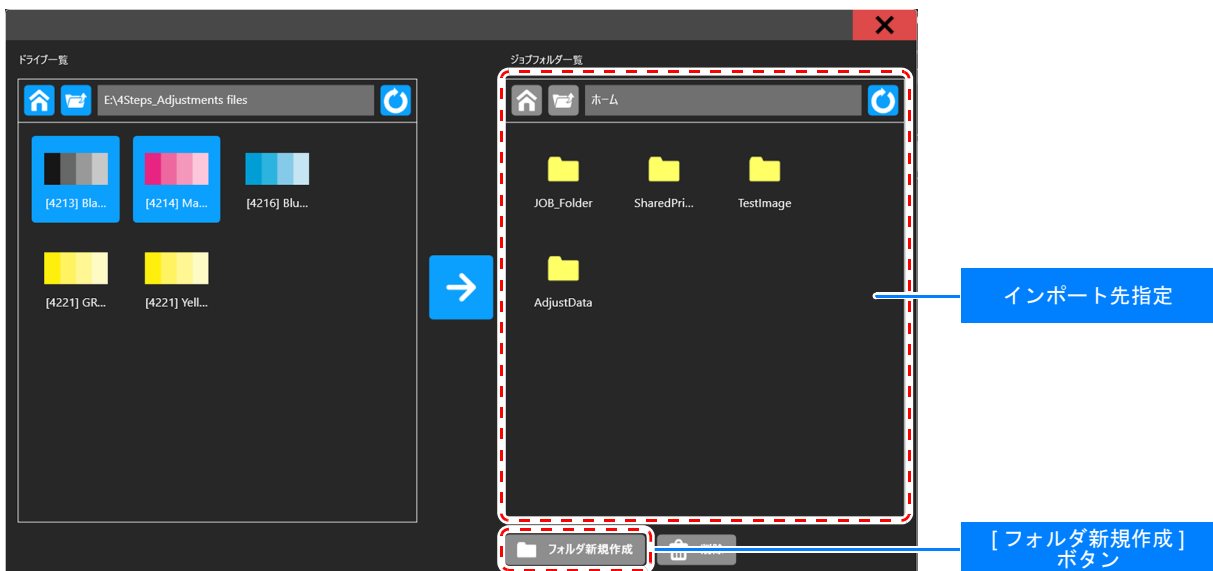 ドライブ一覧
E:\4Steps_Adjustments files
[4213] Bla...
[4214] Ma...
[4216] Blu...
[4221] GR...
[4221] Yell...
ジョブフォルダ一覧
ホーム
JOB_Folder
SharedPri...
TestImage
AdjustData
フォルダ新規作成
削除
インポート先指定
[ フォルダ新規作成 ]
ボタン